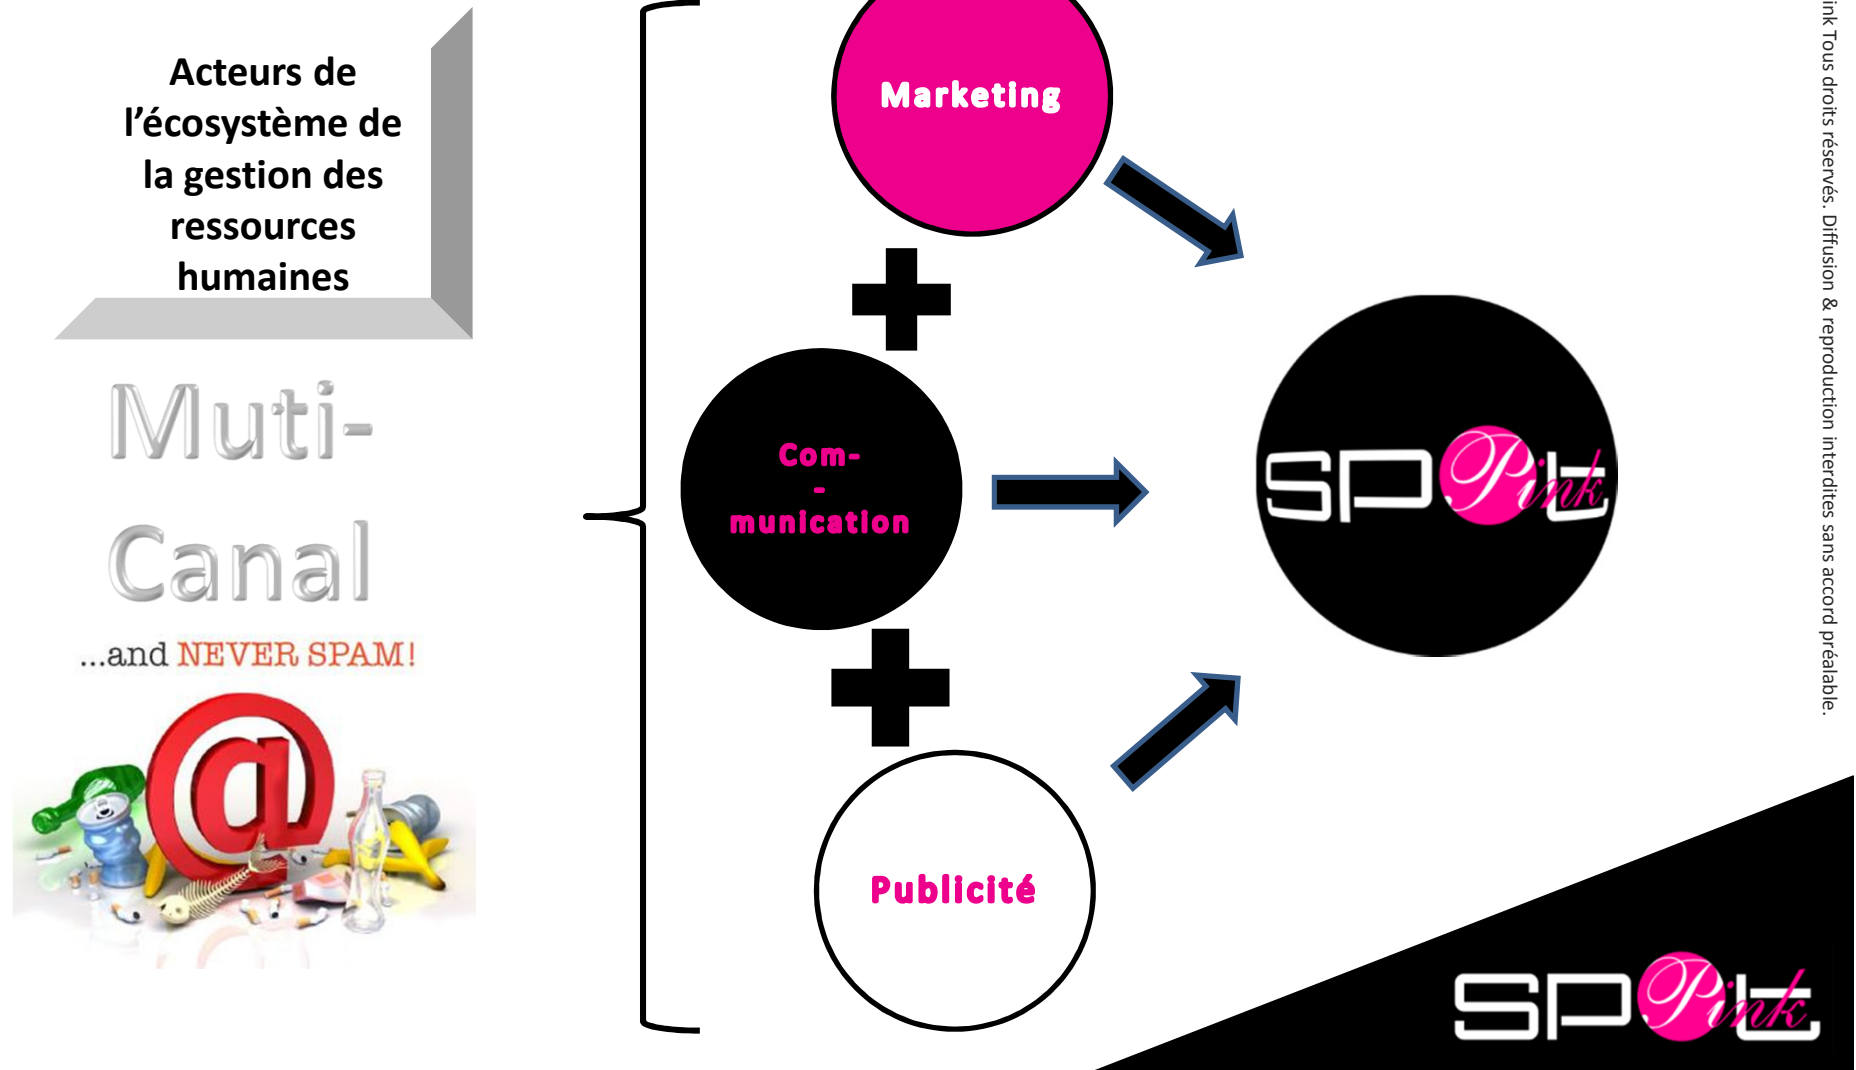 Acteurs de
l’écosystème de
la gestion des
ressources
humaines
Muti-
Canal
...and NEVER SPAM!
@
Marketing
Com-
-
munication
Publicité
SPOt
Pink
ink Tous droits réservés. Diffusion & reproduction interdites sans accord préalable.
SPOt
Pink